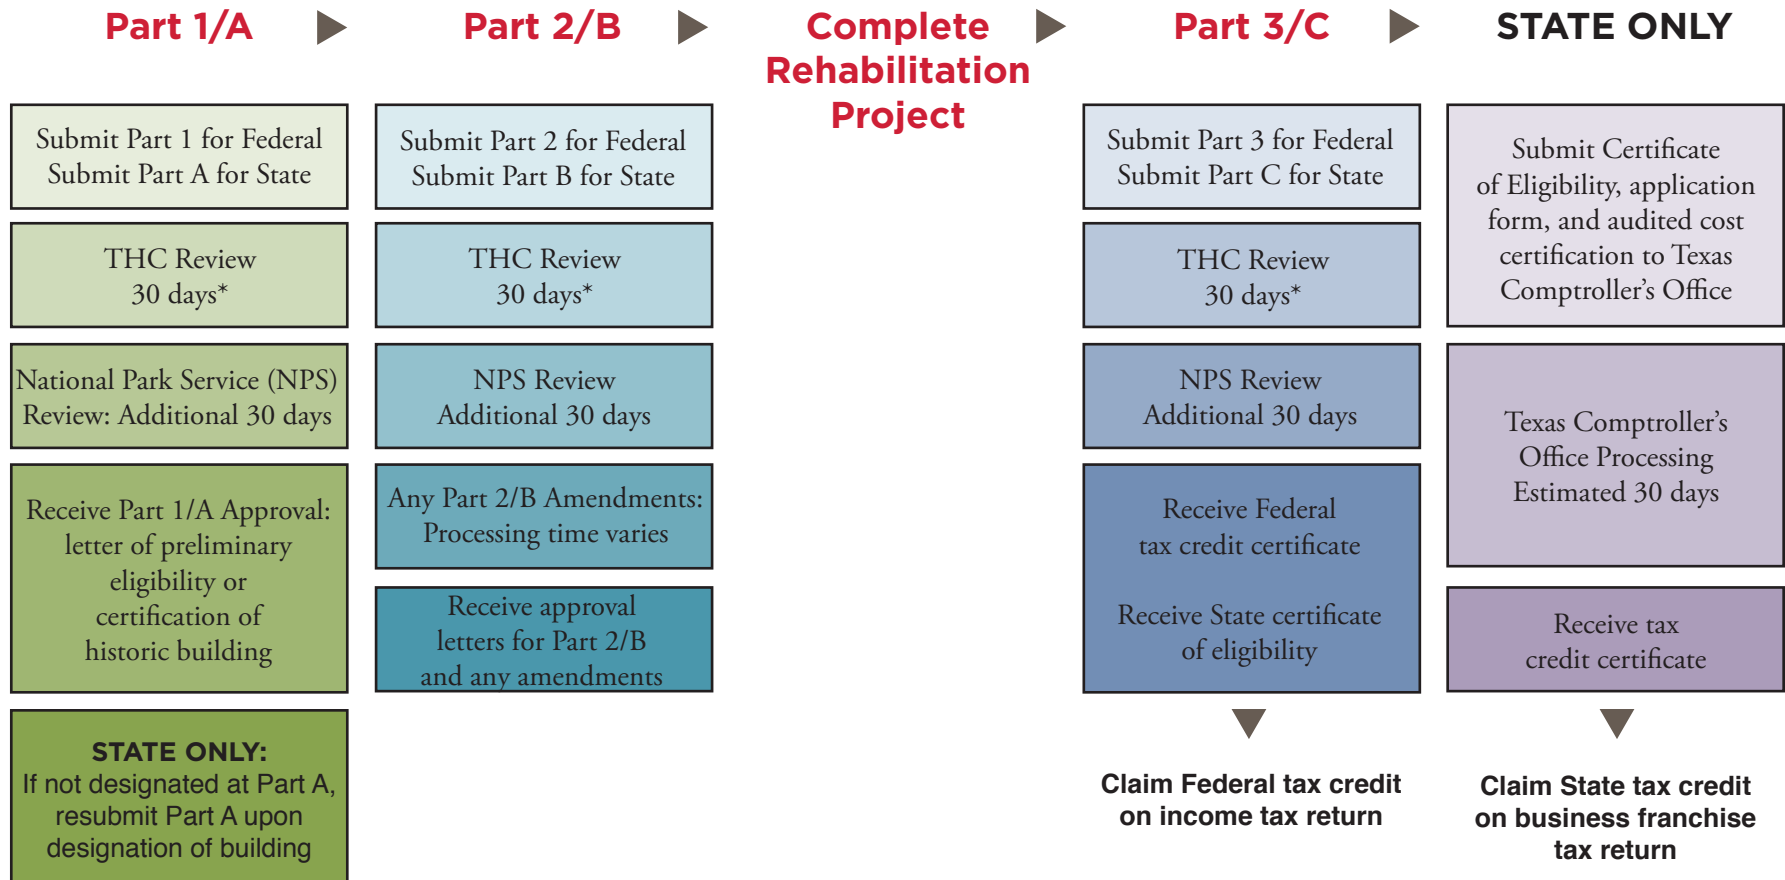 Part 1/A
Submit Part 1 for Federal
Submit Part A for State
THC Review
30 days*
National Park Service (NPS)
Review: Additional 30 days
Receive Part 1/A Approval:
letter of preliminary
eligibility or
certification of
historic building
STATE ONLY:
If not designated at Part A,
resubmit Part A upon
designation of building
Part 2/B
Submit Part 2 for Federal
Submit Part B for State
THC Review
30 days*
NPS Review
Additional 30 days
Any Part 2/B Amendments:
Processing time varies
Receive approval
letters for Part 2/B
and any amendments
Complete
Rehabilitation
Project
Part 3/C
Submit Part 3 for Federal
Submit Part C for State
THC Review
30 days*
NPS Review
Additional 30 days
Receive Federal
tax credit certificate
Receive State certificate
of eligibility
Claim Federal tax credit
on income tax return
STATE ONLY
Submit Certificate
of Eligibility, application
form, and audited cost
certification to Texas
Comptroller’s Office
Texas Comptroller’s
Office Processing
Estimated 30 days
Receive tax
credit certificate
Claim State tax credit
on business franchise
tax return